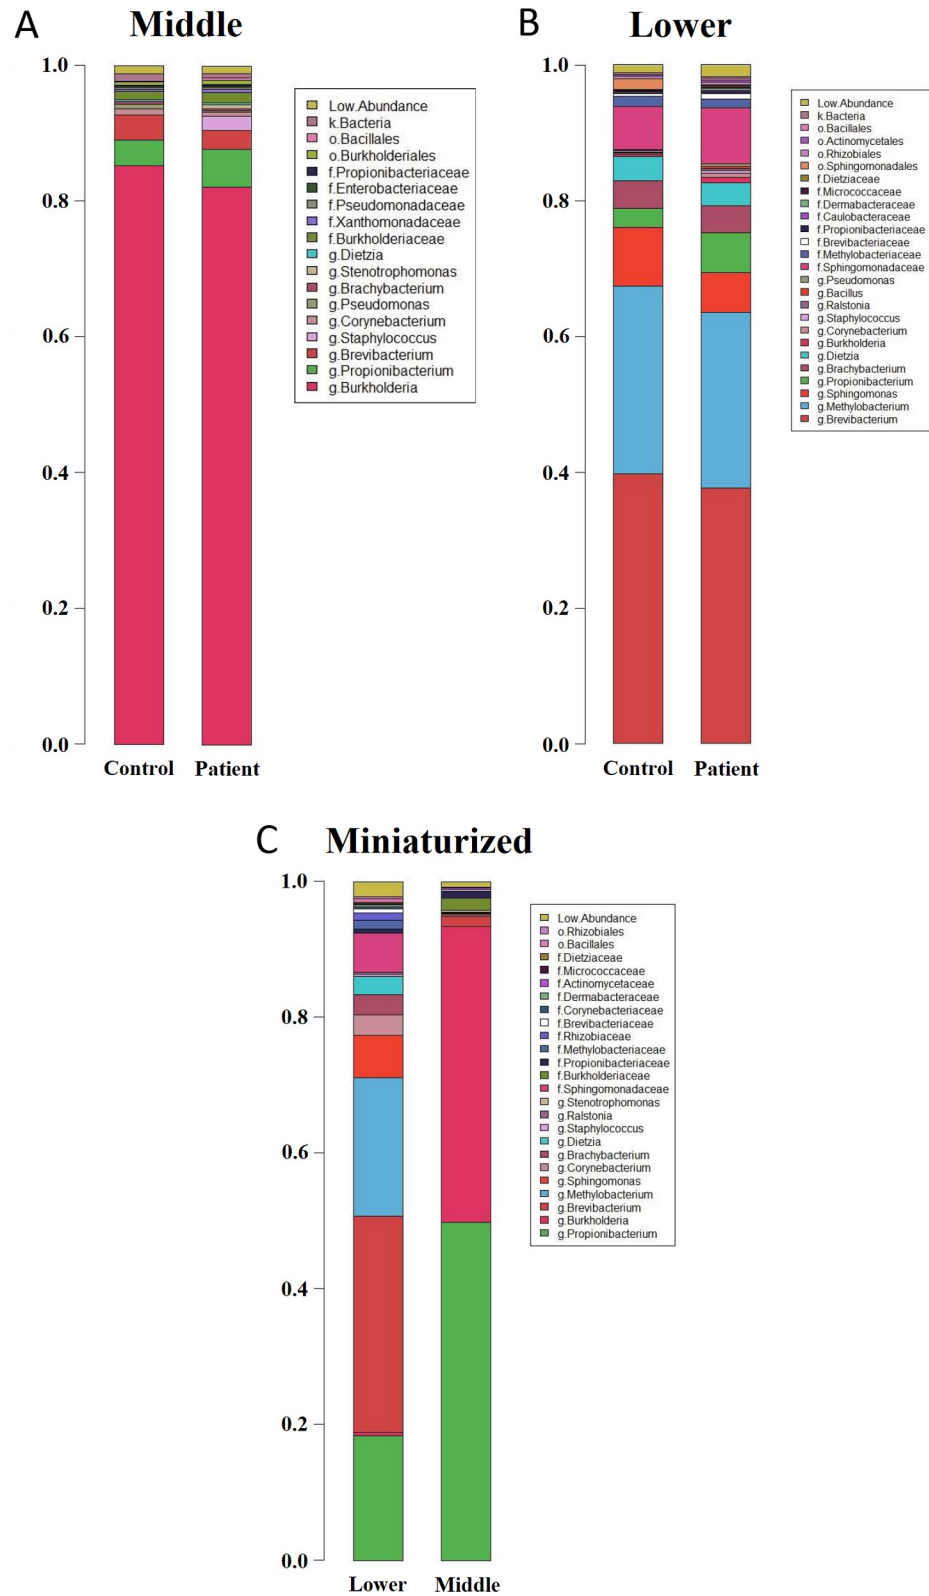 A
Middle
1.0
0.8
0.6
0.4
0.2
0.0
Control Patient
Low.Abundance
k.Bacteria
o.Bacillales
o.Burkholderiales
f.Propionibacteriaceae
f.Enterobacteriaceae
f.Pseudomonadaceae
f.Xanthomonadaceae
f.Burkholderiaceae
g.Dietzia
g.Stenotrophomonas
g.Brachybacterium
g.Pseudomonas
g.Corynebacterium
g.Staphylococcus
g.Brevibacterium
g.Propionibacterium
g.Burkholderia
B
Lower
1.0
0.8
0.6
0.4
0.2
0.0
Control Patient
Low.Abundance
k.Bacteria
o.Bacillales
o.Actinomycetales
o.Rhizobiales
o.Sphingomonadales
f.Dietziaceae
f.Micrococcaceae
f.Dermabacteraceae
f.Caulobacteraceae
f.Propionibacteriaceae
f.Brevibacteriaceae
f.Methylobacteriaceae
f.Sphingomonadaceae
g.Pseudomonas
g.Bacillus
g.Ralstonia
g.Staphylococcus
g.Corynebacterium
g.Burkholderia
g.Dietzia
g.Brachybacterium
g.Propionibacterium
g.Sphingomonas
g.Methylobacterium
g.Brevibacterium
C
Miniaturized
1.0
0.8
0.6
0.4
0.2
0.0
Lower Middle
Low.Abundance
o.Rhizobiales
o.Bacillales
f.Dietziaceae
f.Micrococcaceae
f.Actinomycetaceae
f.Dermabacteraceae
f.Corynebacteriaceae
f.Brevibacteriaceae
f.Rhizobiaceae
f.Methylobacteriaceae
f.Propionibacteriaceae
f.Burkholderiaceae
f.Sphingomonadaceae
g.Stenotrophomonas
g.Ralstonia
g.Staphylococcus
g.Dietzia
g.Brachybacterium
g.Corynebacterium
g.Sphingomonas
g.Methylobacterium
g.Brevibacterium
g.Burkholderia
g.Propionibacterium